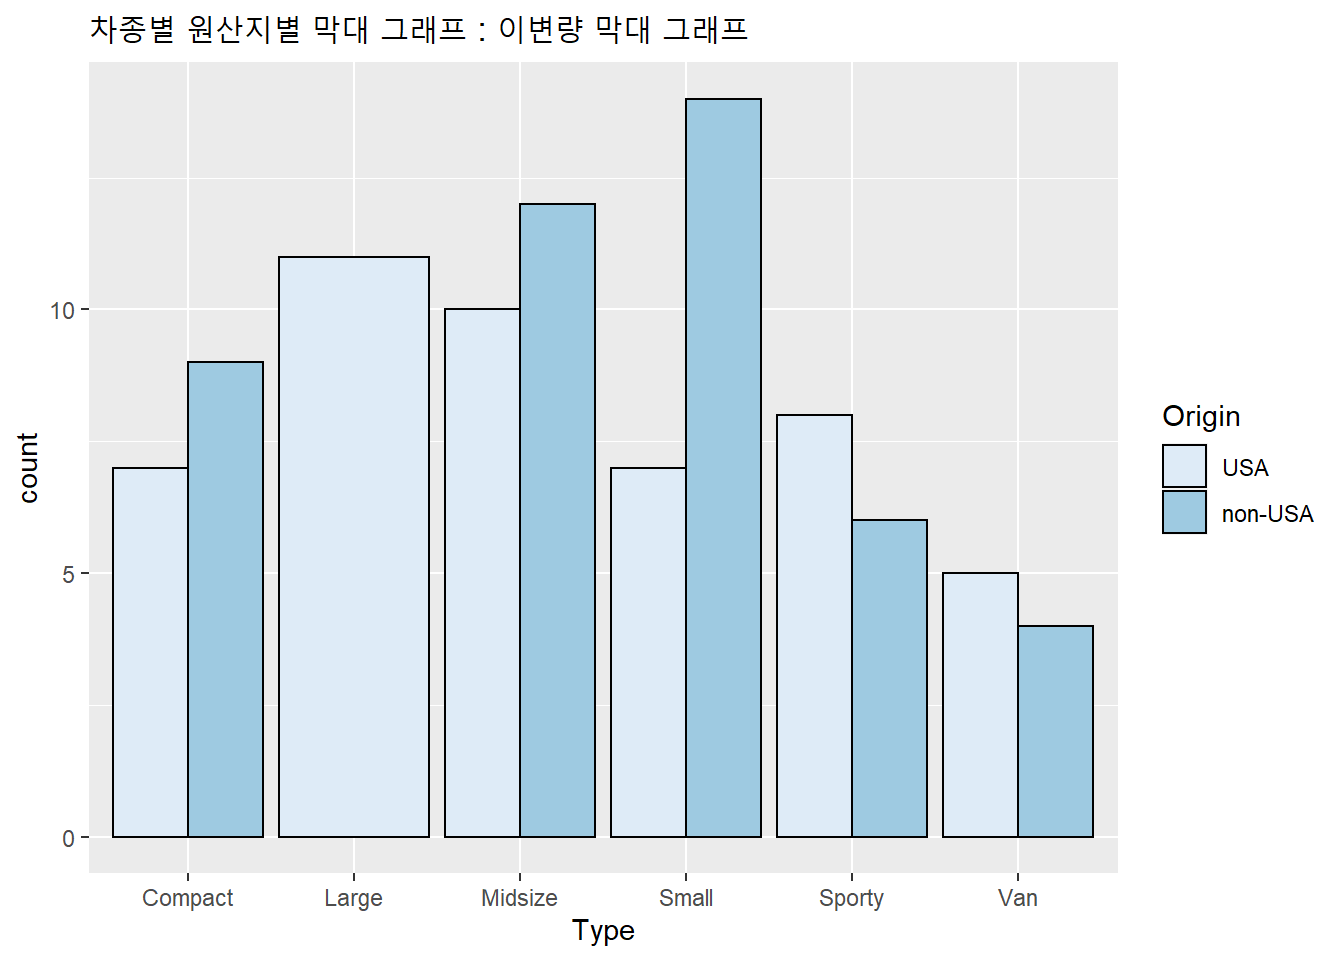 차종별 원산지별 막대 그래프 : 이변량 막대 그래프
count
10
5
0
Compact Large Midsize Small Sporty Van
Type
Origin
USA
non-USA